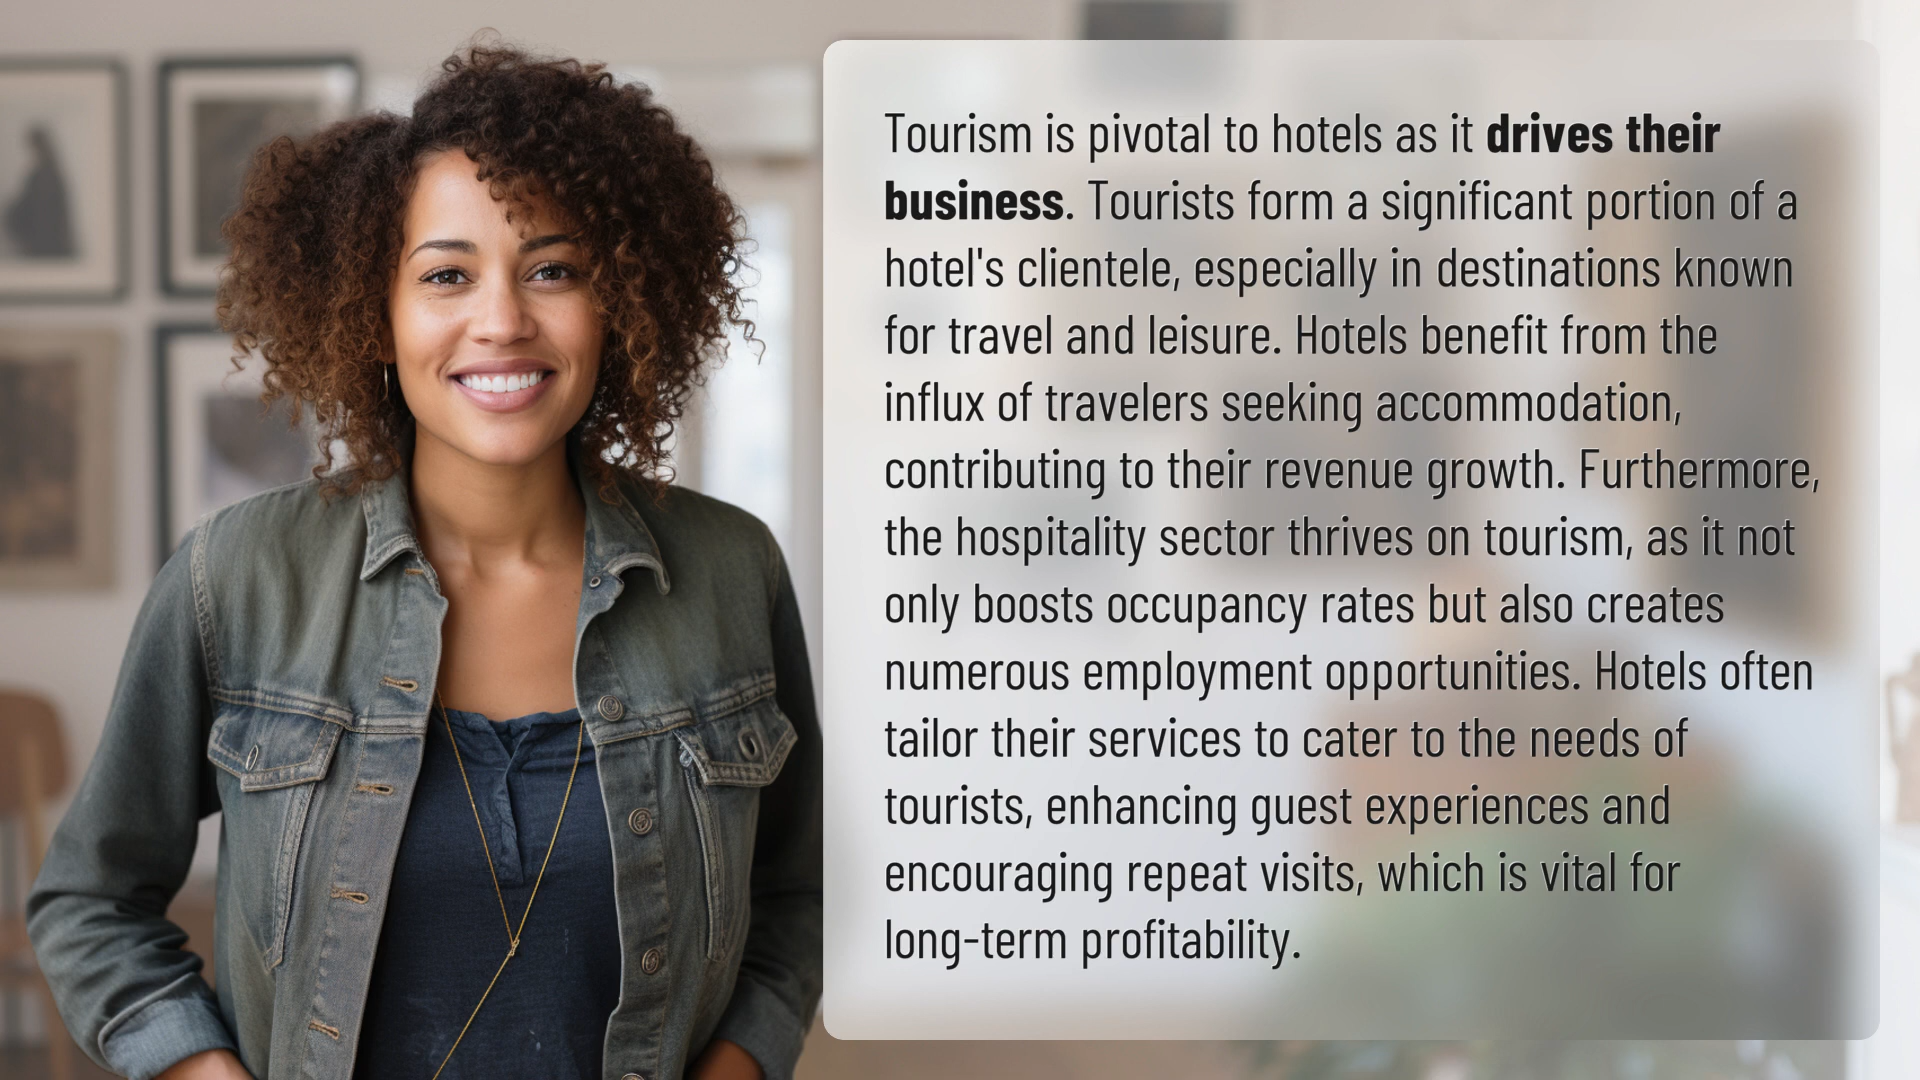 Tourism is pivotal to hotels as it drives their
business. Tourists form a significant portion of a
hotel's clientele, especially in destinations known
for travel and leisure. Hotels benefit from the
influx of travelers seeking accommodation,
contributing to their revenue growth. Furthermore,
the hospitality sector thrives on tourism, as it not
only boosts occupancy rates but also creates
numerous employment opportunities. Hotels often
tailor their services to cater to the needs of
tourists, enhancing guest experiences and
encouraging repeat visits, which is vital for
long-term profitability.